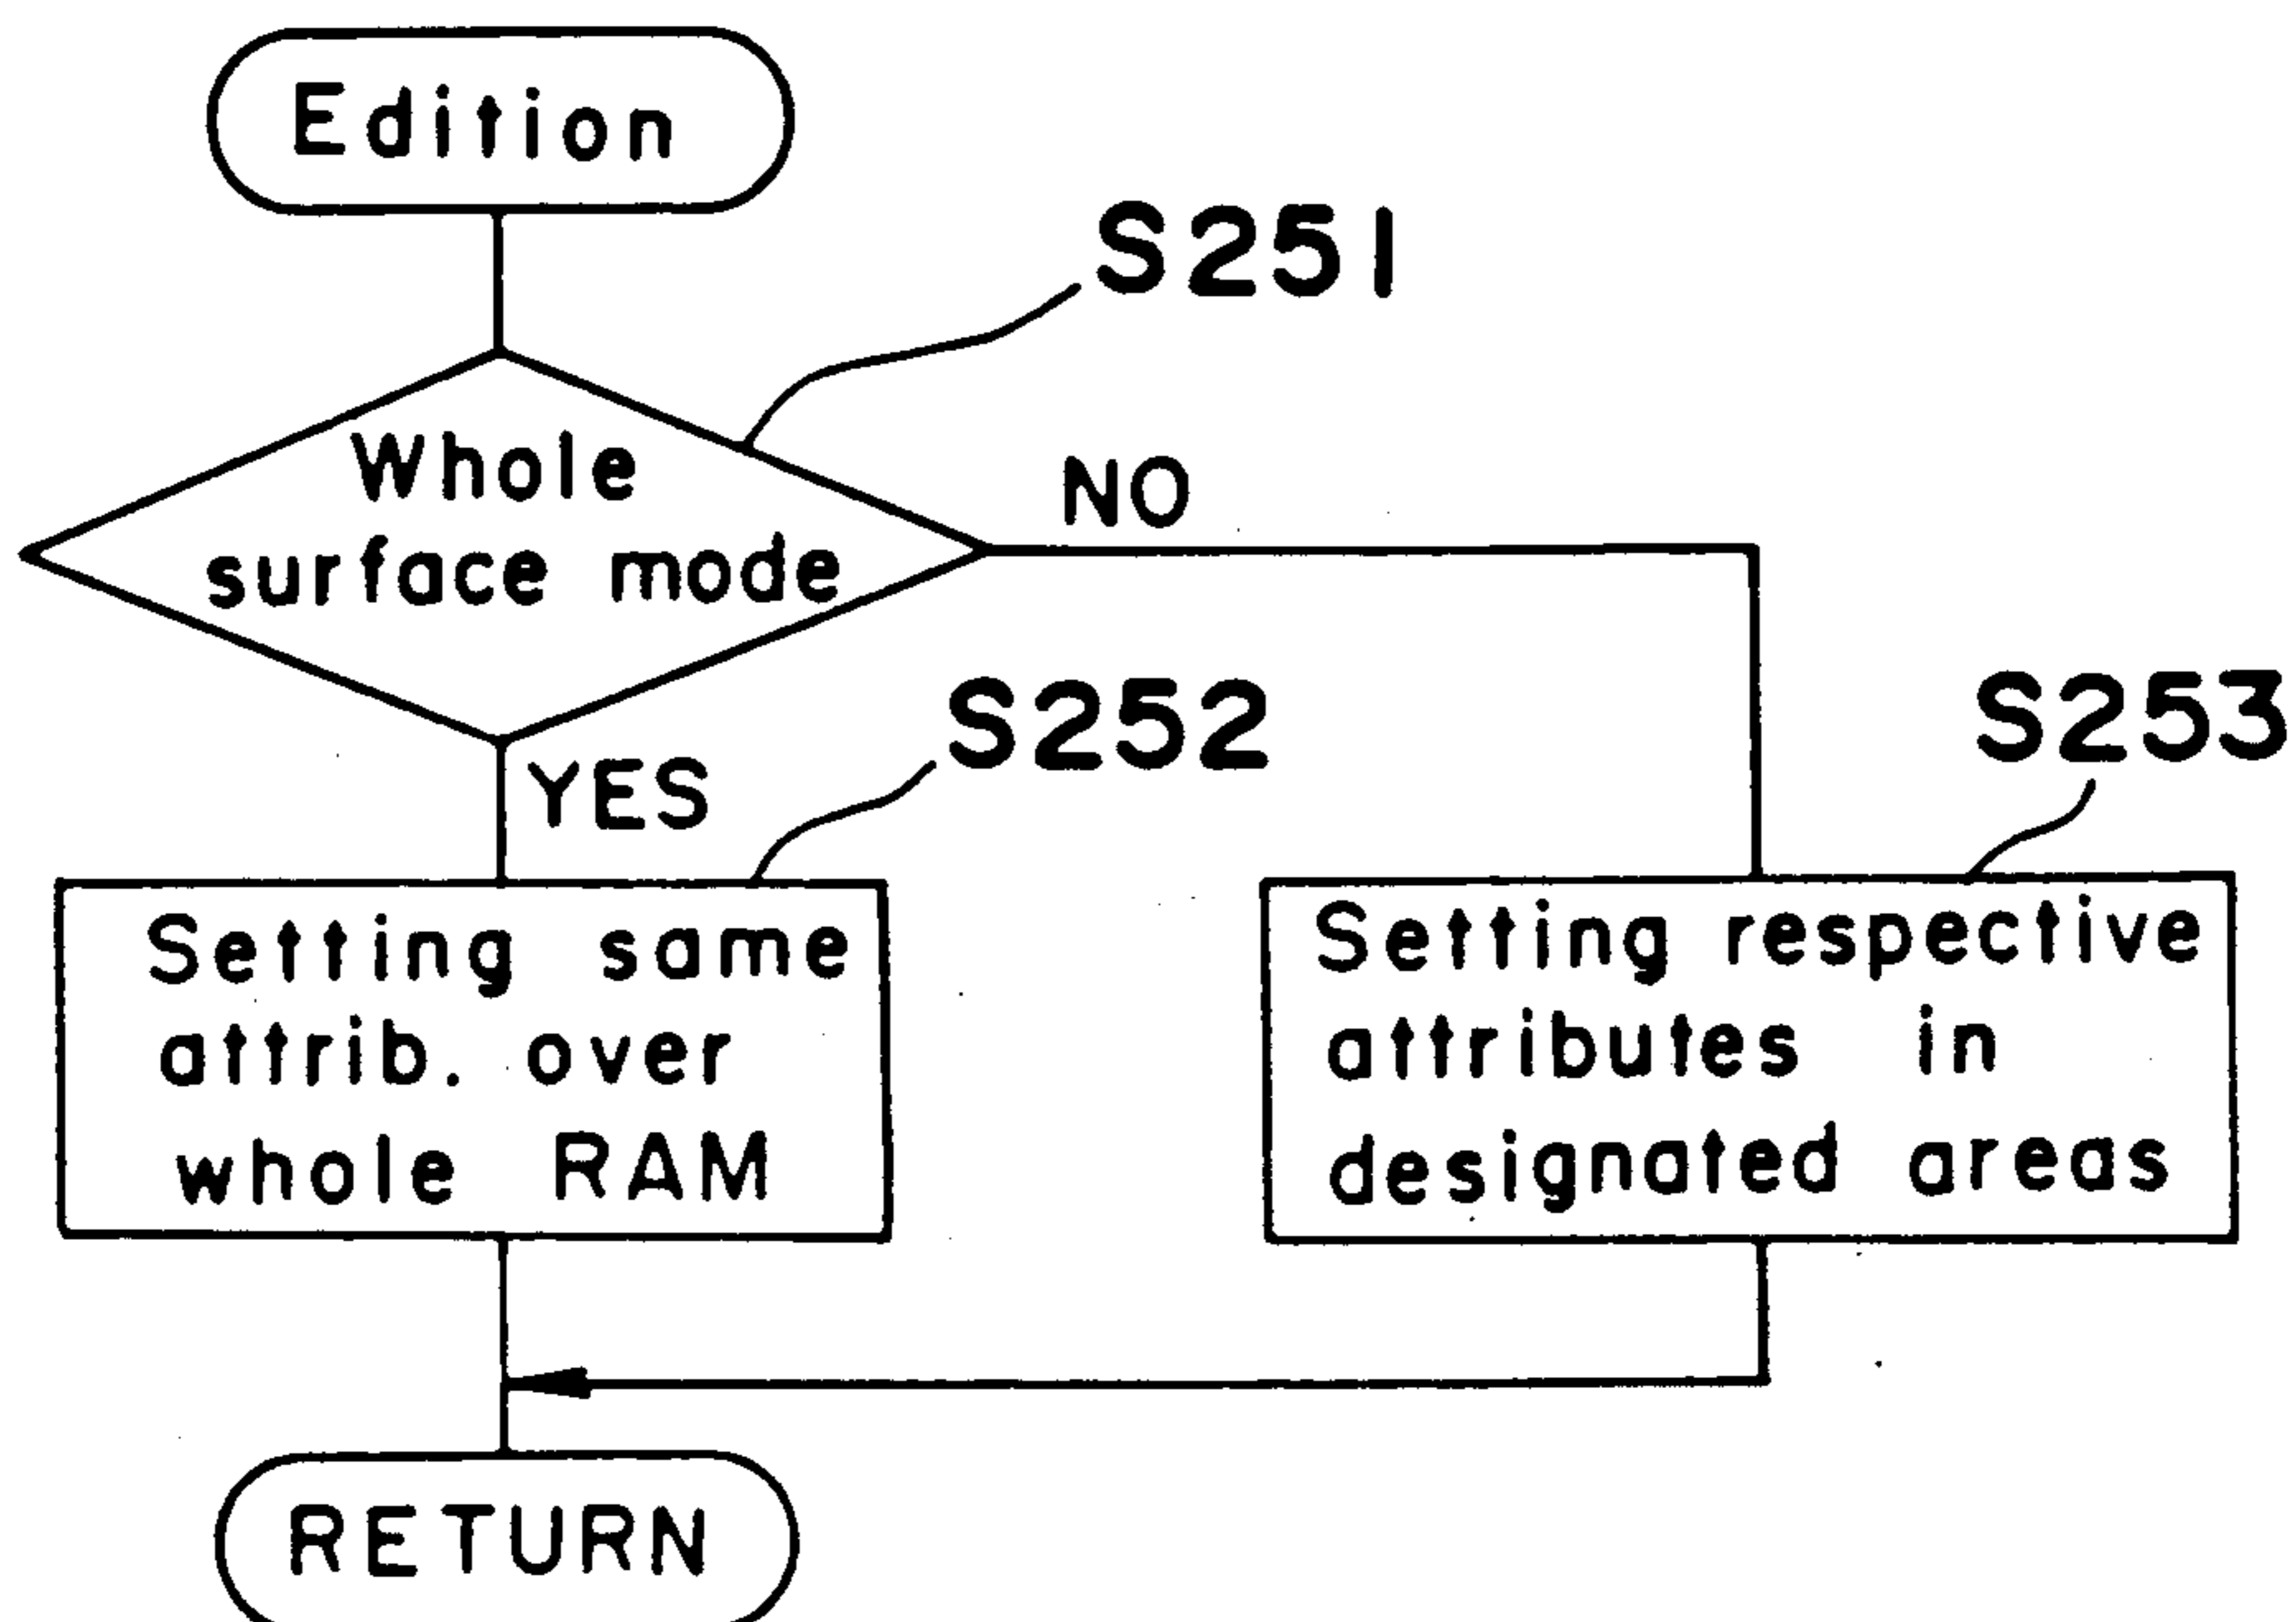 Edition
S251
Whole
surface mode
NO
YES
S252
S253
Setting same
attrib. over
whole RAM
Setting respective
attributes in
designated areas
RETURN